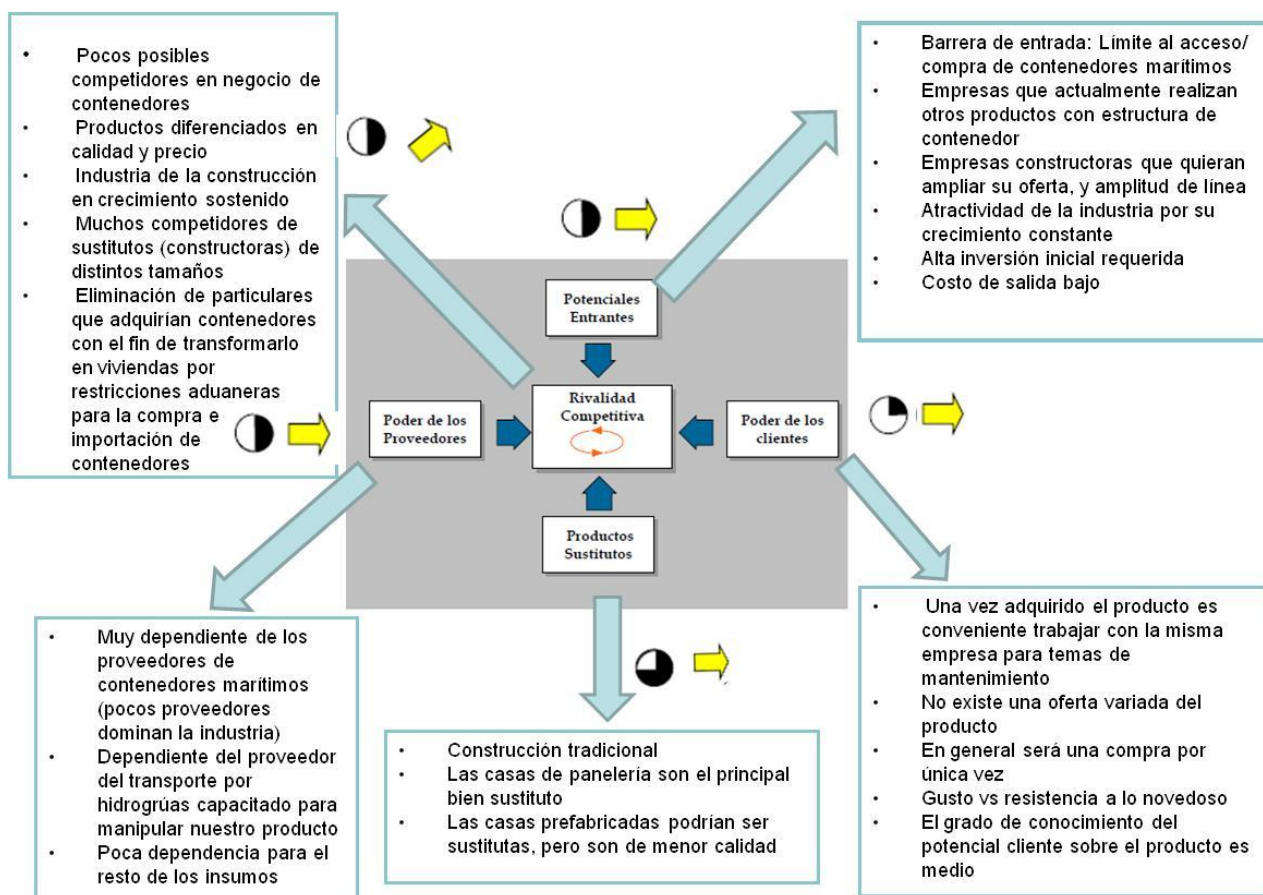 • Pocos posibles
competidores en negocio de
contenedores
• Productos diferenciados en
calidad y precio
• Industria de la construcción
en crecimiento sostenido
• Muchos competidores de
sustitutos (constructoras) de
distintos tamaños
• Eliminación de particulares
que adquirían contenedores
con el fin de transformarlo
en viviendas por
restricciones aduaneras
para la compra e
importación de
contenedores
• Barrera de entrada: Límite al acceso/
compra de contenedores marítimos
• Empresas que actualmente realizan
otros productos con estructura de
contenedor
• Empresas constructoras que quieran
ampliar su oferta, y amplitud de línea
• Atractividad de la industria por su
crecimiento constante
• Alta inversión inicial requerida
• Costo de salida bajo
Potenciales
Entrantes
Poder de los
Proveedores
Rivalidad
Competitiva
Poder de los
clientes
Productos
Sustitutos
• Muy dependiente de los
proveedores de
contenedores marítimos
(pocos proveedores
dominan la industria)
• Dependiente del proveedor
del transporte por
hidrogrúas capacitado para
manipular nuestro producto
• Poca dependencia para el
resto de los insumos
• Construcción tradicional
• Las casas de panelería son el principal
bien sustituto
• Las casas prefabricadas podrían ser
sustitutas, pero son de menor calidad
• Una vez adquirido el producto es
conveniente trabajar con la misma
empresa para temas de
mantenimiento
• No existe una oferta variada del
producto
• En general será una compra por
única vez
• Gusto vs resistencia a lo novedoso
• El grado de conocimiento del
potencial cliente sobre el producto es
medio